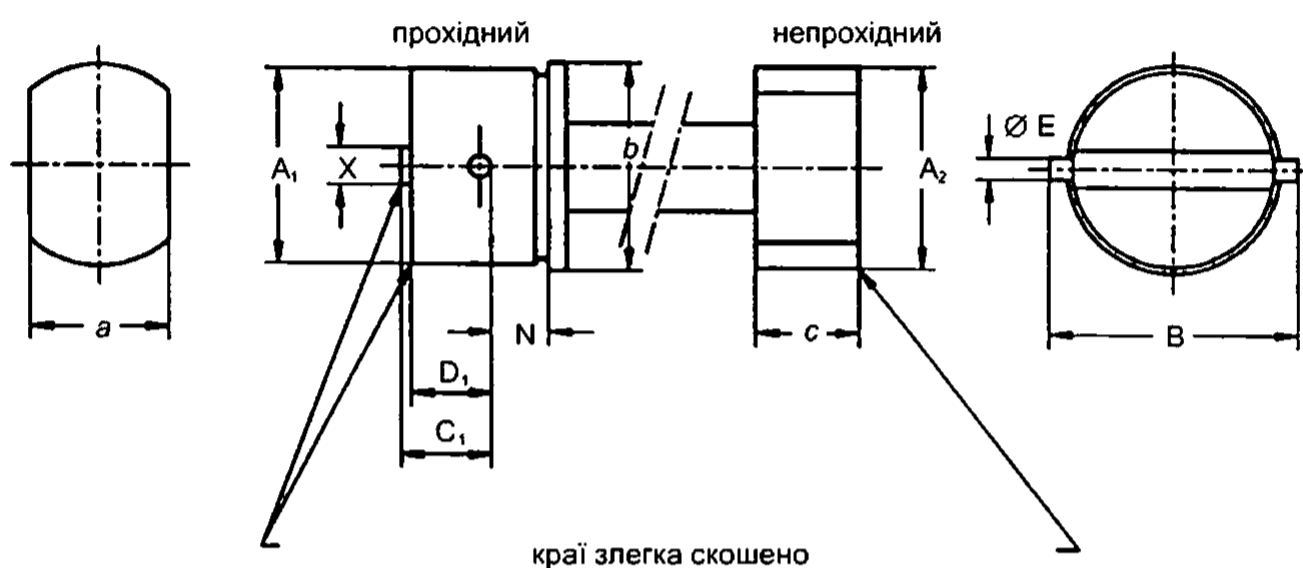 прохідний непрохідний
Ø E
A₁ X b A₂
a N c B
D₁
C₁
краї злегка скошено